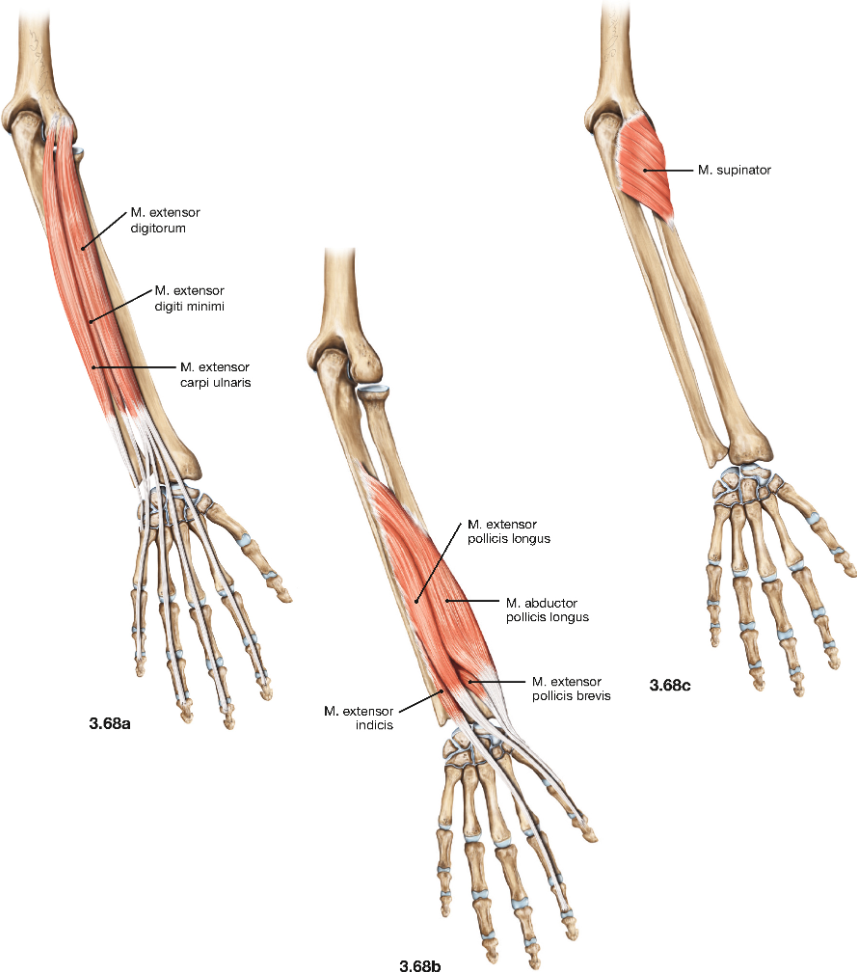 M. extensor
digitorum
M. extensor
digiti minimi
M. extensor
carpi ulnaris
3.68a
M. extensor
pollicis longus
M. abductor
pollicis longus
M. extensor
pollicis brevis
M. extensor
indicis
3.68b
M. supinator
3.68c